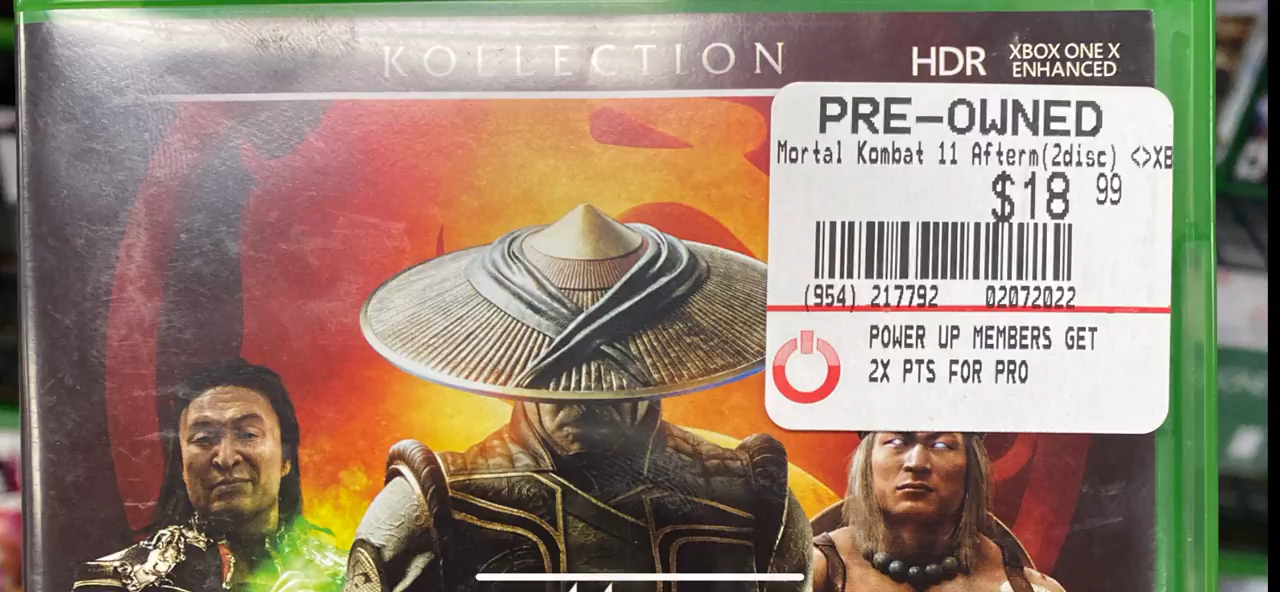 KOLLECTION
HDR
XBOX ONE X
ENHANCED
PRE-OWNED
Mortal Kombat 11 Afterm(2disc) <>XB
$18 99
(954) 217792 02072022
POWER UP MEMBERS GET
2X PTS FOR PRO